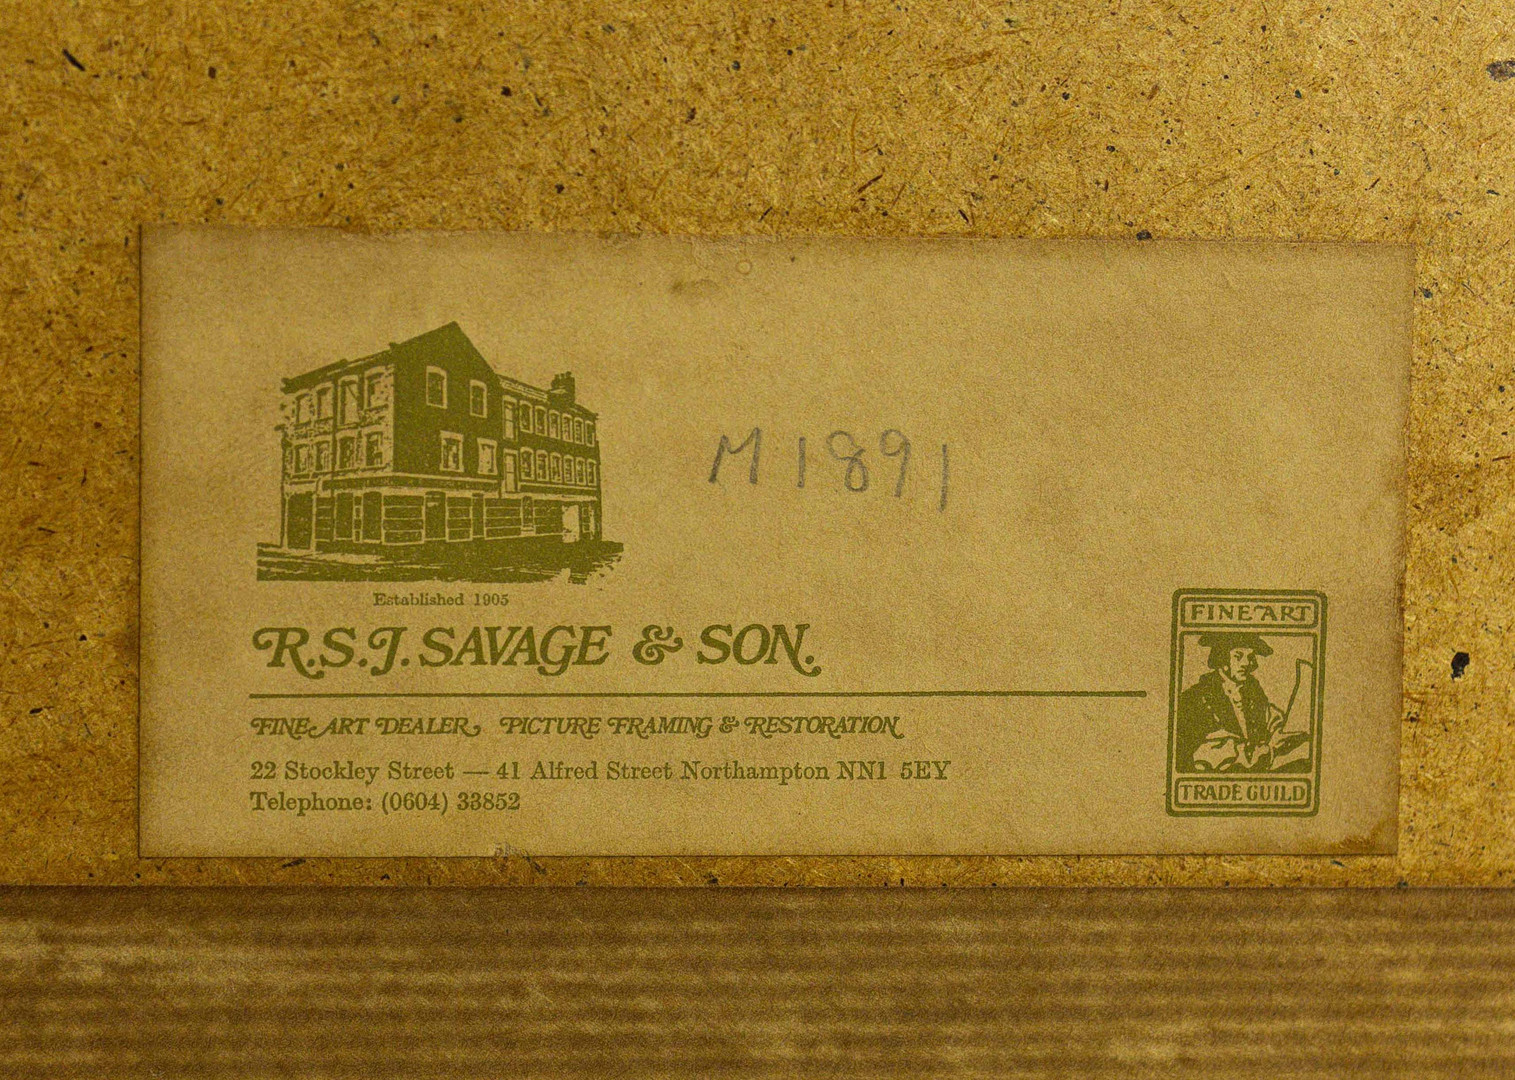 M1891
Established 1905
R.S.J. SAVAGE & SON.
FINE ART DEALER, PICTURE FRAMING & RESTORATION
22 Stockley Street — 41 Alfred Street Northampton NN1 5EY
Telephone: (0604) 33852
FINE ART
TRADE GUILD